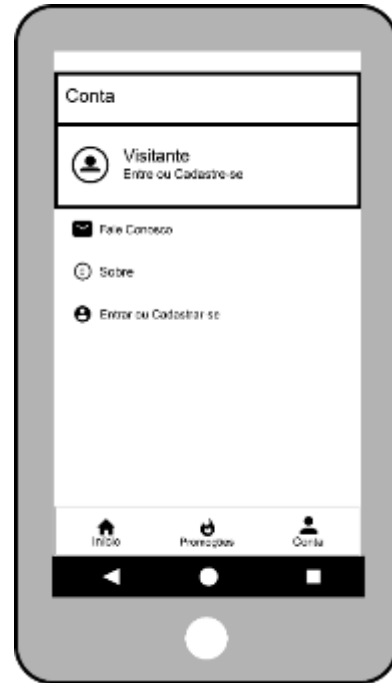 Conta
Visitante
Entre ou Cadastre-se
Fale Conosco
Sobre
Entrar ou Cadastrar se
Início
Promoções
Conta